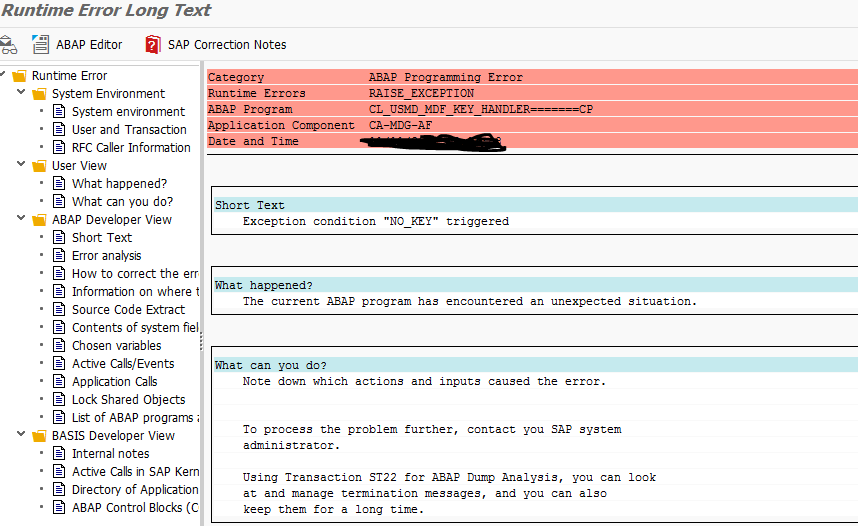 Runtime Error Long Text
ABAP Editor
SAP Correction Notes
Runtime Error
System Environment
System environment
User and Transaction
RFC Caller Information
User View
What happened?
What can you do?
ABAP Developer View
Short Text
Error analysis
How to correct the err
Information on where t
Source Code Extract
Contents of system fiel
Chosen variables
Active Calls/Events
Application Calls
Lock Shared Objects
List of ABAP programs a
BASIS Developer View
Internal notes
Active Calls in SAP Kern
Directory of Application
ABAP Control Blocks (C
Category ABAP Programming Error
Runtime Errors RAISE_EXCEPTION
ABAP Program CL_USMD_MDF_KEY_HANDLER=======CP
Application Component CA-MDG-AF
Date and Time
Short Text
Exception condition "NO_KEY" triggered
What happened?
The current ABAP program has encountered an unexpected situation.
What can you do?
Note down which actions and inputs caused the error.
To process the problem further, contact you SAP system
administrator.
Using Transaction ST22 for ABAP Dump Analysis, you can look
at and manage termination messages, and you can also
keep them for a long time.